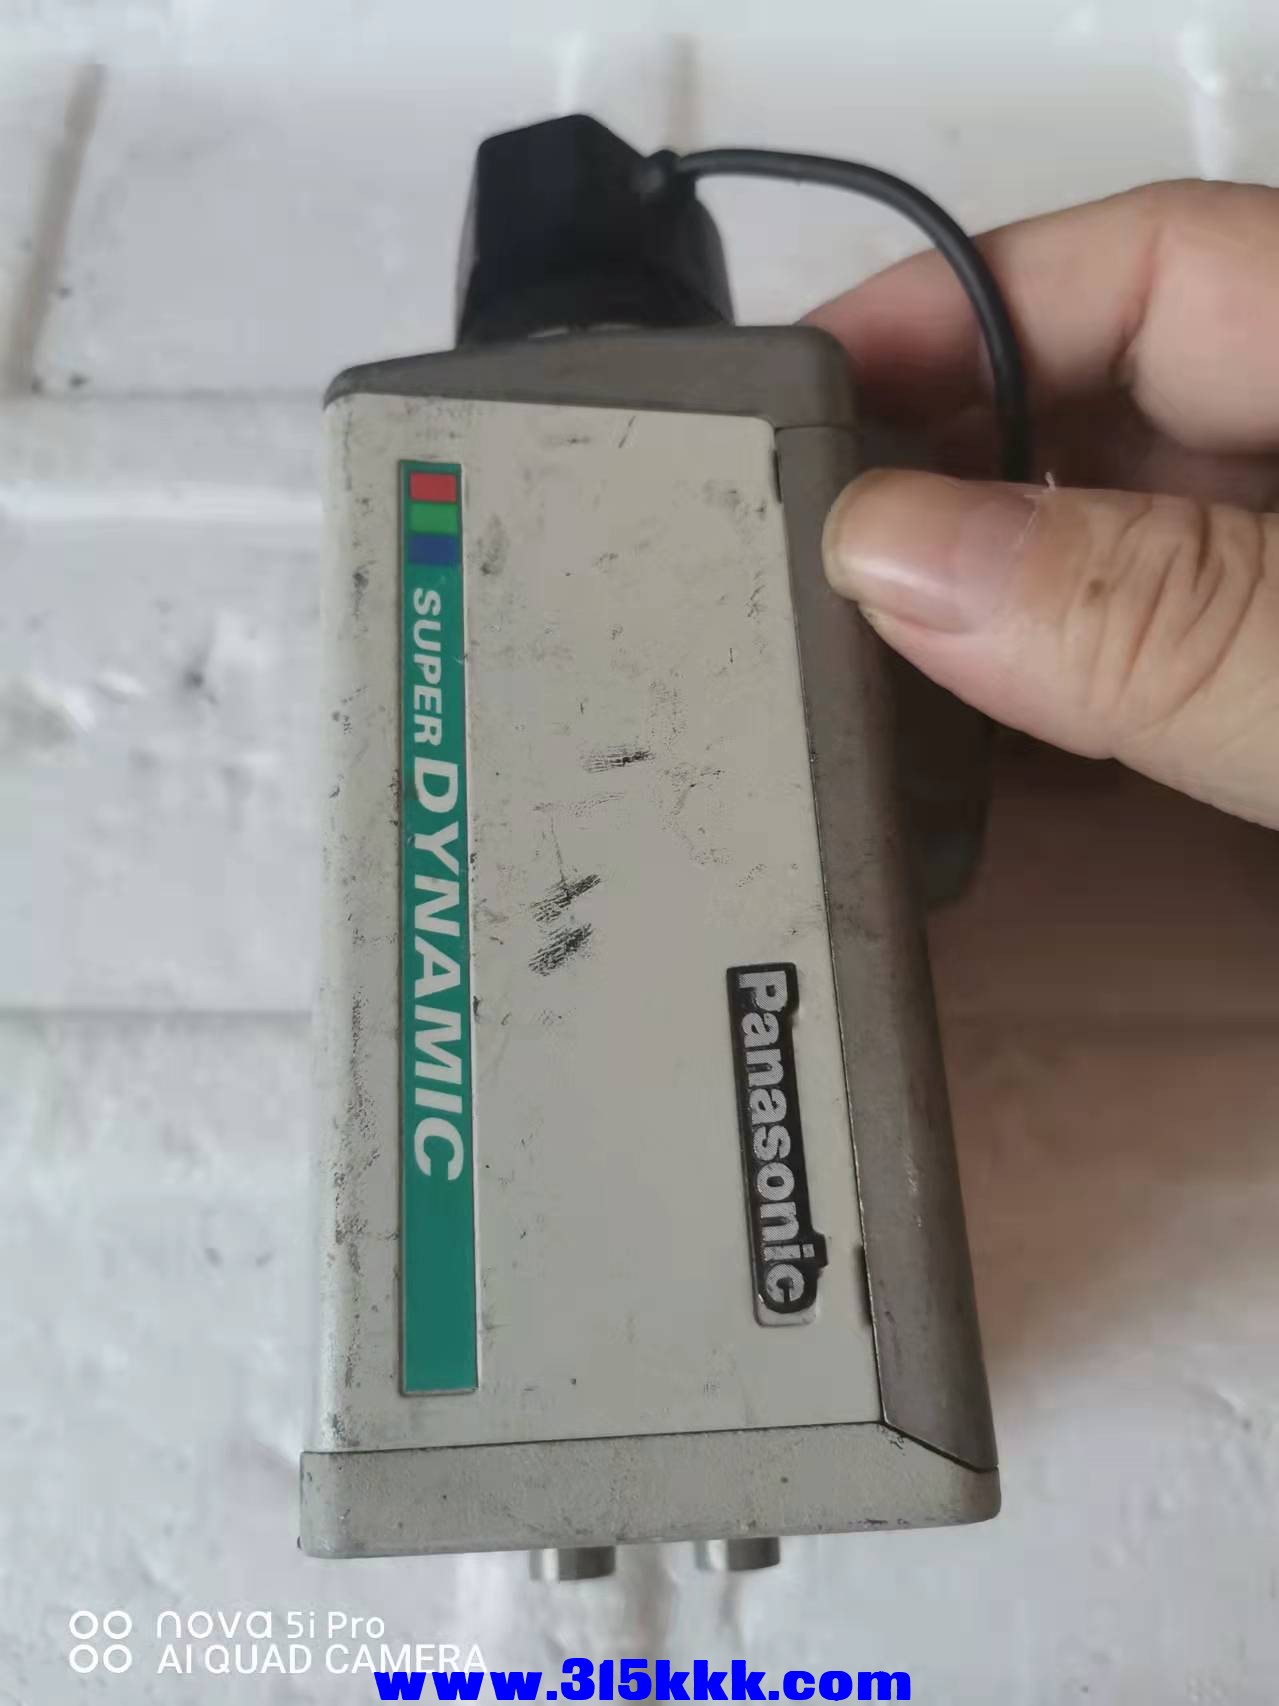 SUPER DYNAMIC
Panasonic
nova 5i Pro
AI QUAD CAMERA
www.315kkk.com